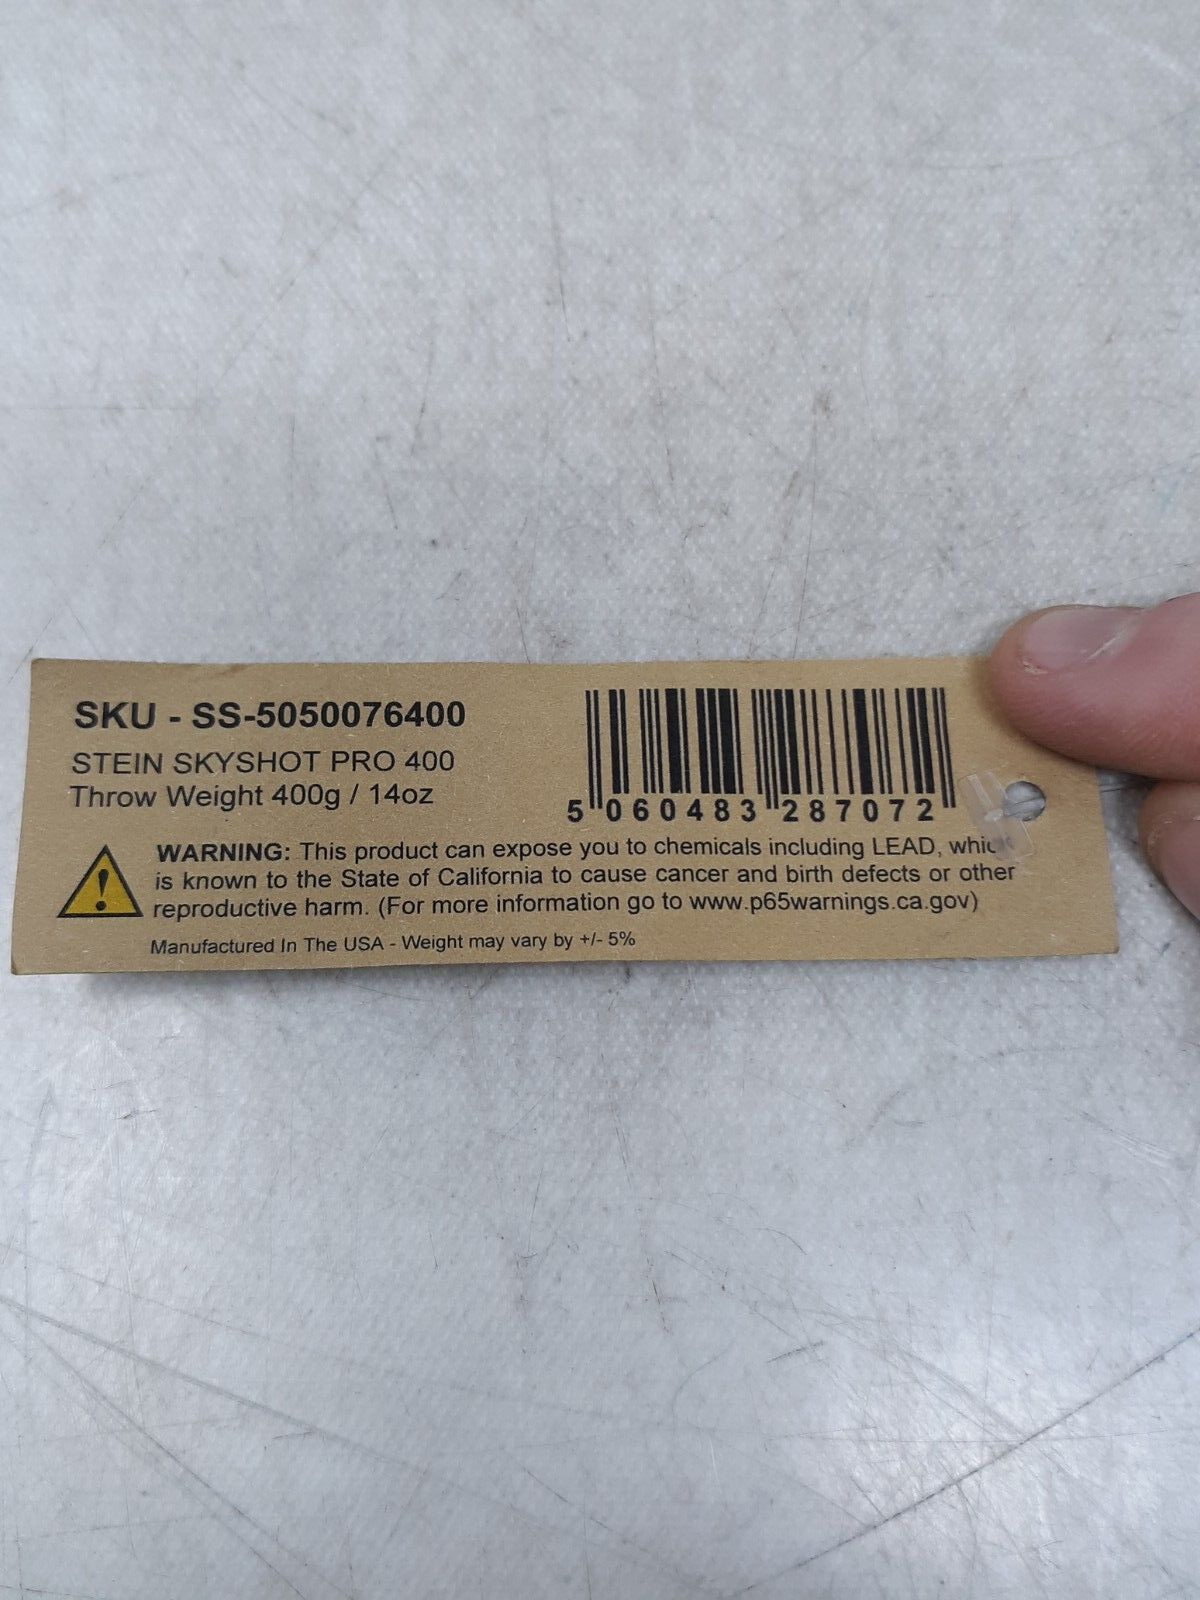 SKU - SS-5050076400
STEIN SKYSHOT PRO 400
Throw Weight 400g / 14oz
5 060483 287072
WARNING: This product can expose you to chemicals including LEAD, which
is known to the State of California to cause cancer and birth defects or other
reproductive harm. (For more information go to www.p65warnings.ca.gov)
Manufactured In The USA - Weight may vary by +/- 5%